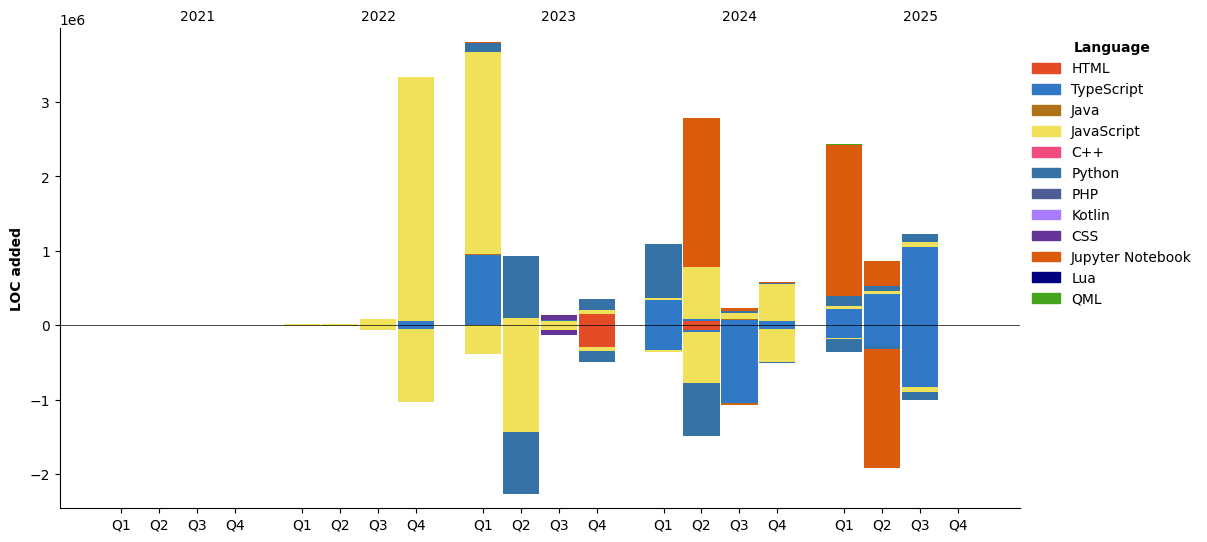 2021 2022 2023 2024 2025
1e6
LOC added
3
2
1
0
−1
−2
Q1 Q2 Q3 Q4 Q1 Q2 Q3 Q4 Q1 Q2 Q3 Q4 Q1 Q2 Q3 Q4 Q1 Q2 Q3 Q4
Language
HTML
TypeScript
Java
JavaScript
C++
Python
PHP
Kotlin
CSS
Jupyter Notebook
Lua
QML